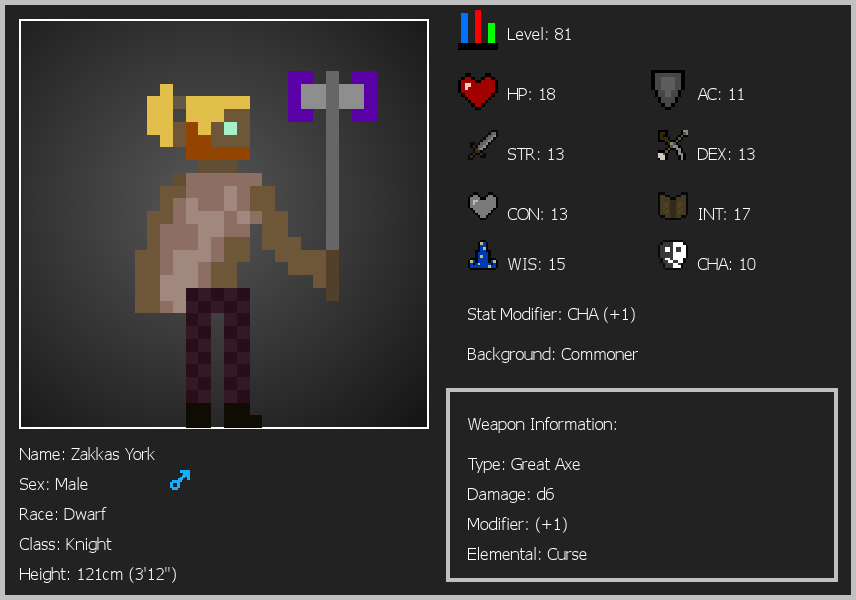 Level: 81
HP: 18
AC: 11
STR: 13
DEX: 13
CON: 13
INT: 17
WIS: 15
CHA: 10
Stat Modifier: CHA (+1)
Background: Commoner
Weapon Information:
Type: Great Axe
Damage: d6
Modifier: (+1)
Elemental: Curse
Name: Zakkas York
Sex: Male
Race: Dwarf
Class: Knight
Height: 121cm (3'12")